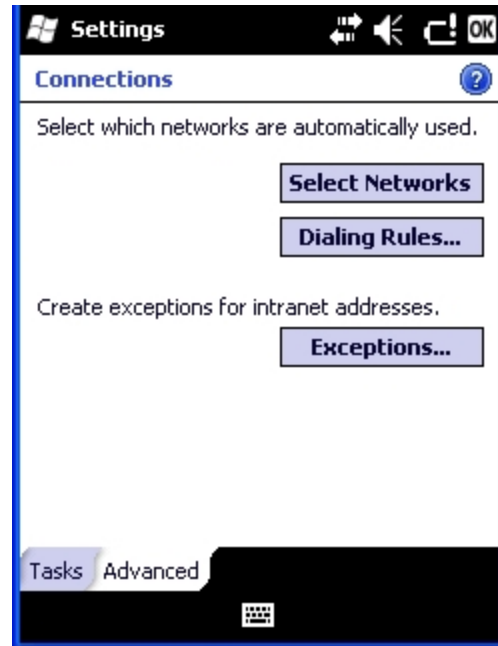 Settings
OK
Connections
?
Select which networks are automatically used.
Select Networks
Dialing Rules...
Create exceptions for intranet addresses.
Exceptions...
Tasks Advanced